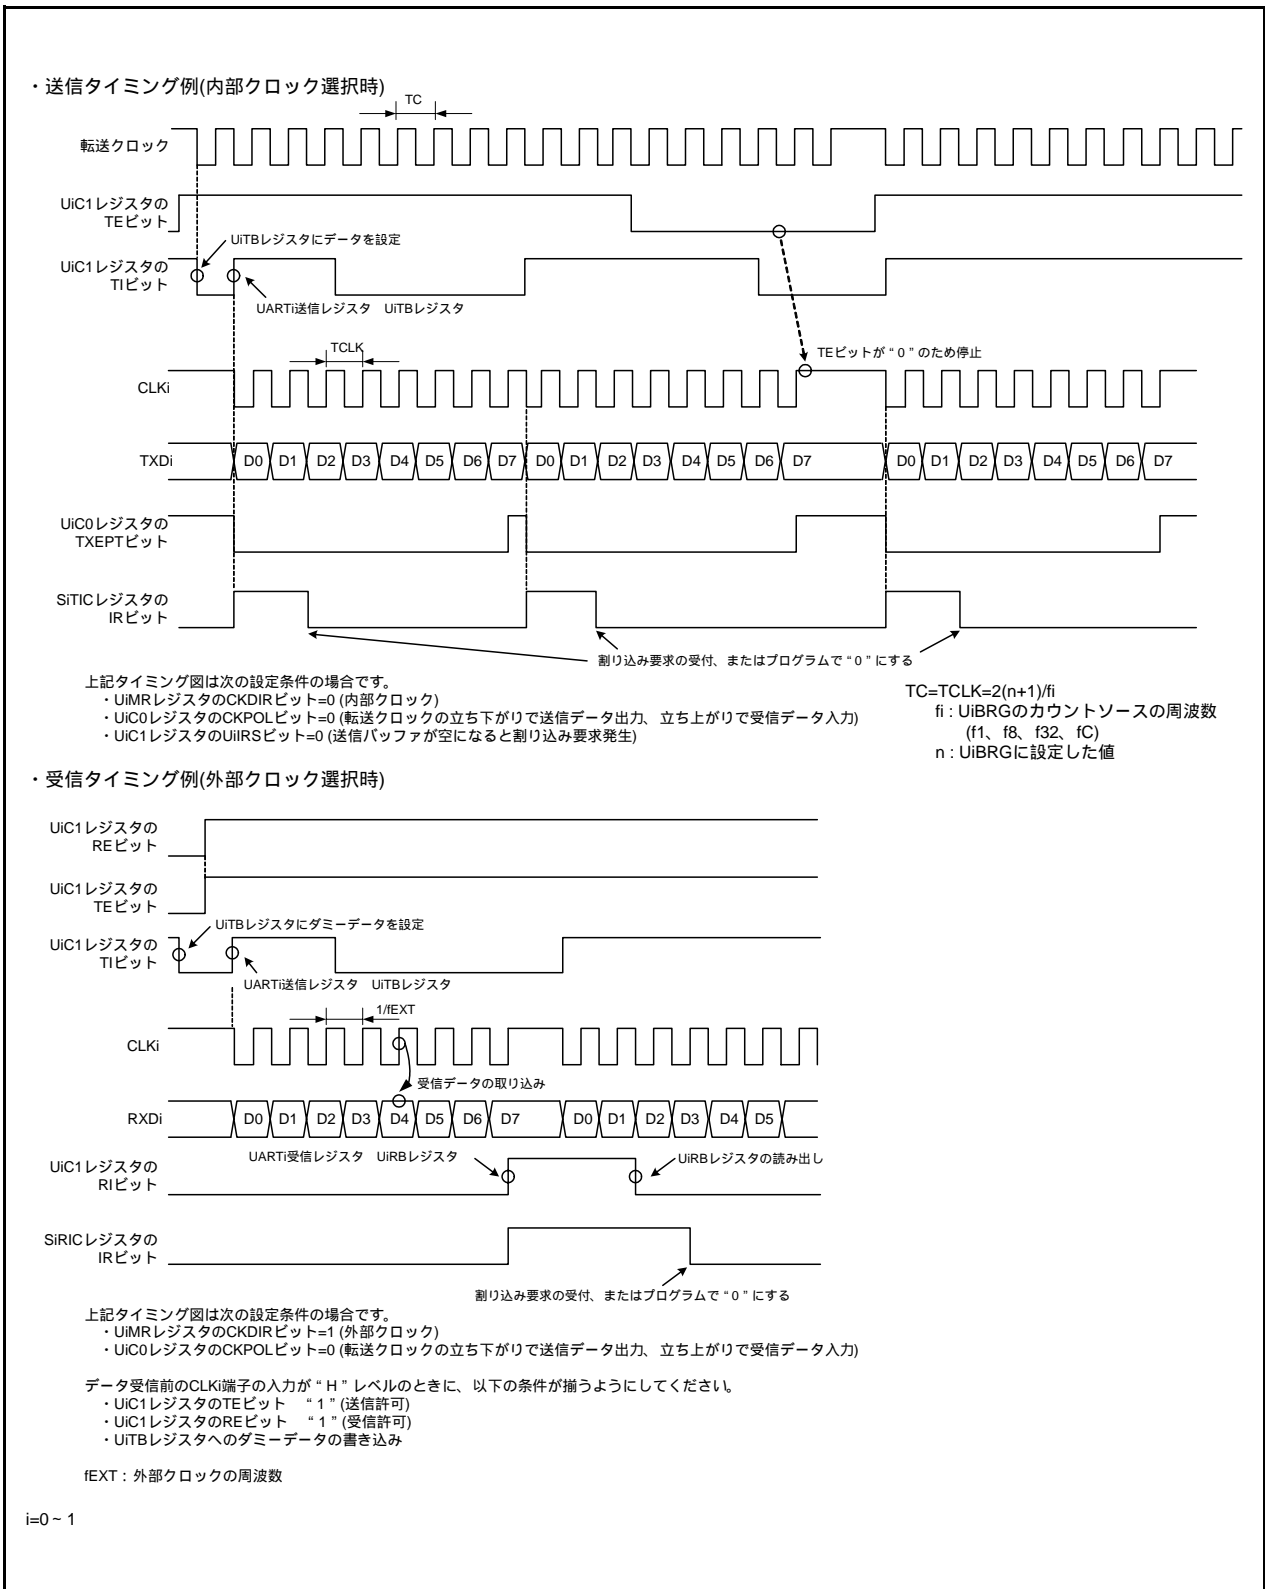 ・送信タイミング例(内部クロック選択時)
TC
転送クロック
UiC1レジスタの
TEビット
UiTBレジスタにデータを設定
UiC1レジスタの
TIビット
UARTi送信レジスタ　UiTBレジスタ
TCLK
TEビットが“0”のため停止
CLKi
TXDi D0 D1 D2 D3 D4 D5 D6 D7 D0 D1 D2 D3 D4 D5 D6 D7 D0 D1 D2 D3 D4 D5 D6 D7
UiC0レジスタの
TXEPTビット
SiTICレジスタの
IRビット
割り込み要求の受付、またはプログラムで“0”にする
上記タイミング図は次の設定条件の場合です。
・UiMRレジスタのCKDIRビット=0 (内部クロック)
・UiC0レジスタのCKPOLビット=0 (転送クロックの立ち下がりで送信データ出力、立ち上がりで受信データ入力)
・UiC1レジスタのUiIRSビット=0 (送信バッファが空になると割り込み要求発生)
TC=TCLK=2(n+1)/fi
fi : UiBRGのカウントソースの周波数
(f1、f8、f32、fC)
n : UiBRGに設定した値
・受信タイミング例(外部クロック選択時)
UiC1レジスタの
REビット
UiC1レジスタの
TEビット
UiTBレジスタにダミーデータを設定
UiC1レジスタの
TIビット
UARTi送信レジスタ　UiTBレジスタ
1/fEXT
CLKi
受信データの取り込み
RXDi D0 D1 D2 D3 D4 D5 D6 D7 D0 D1 D2 D3 D4 D5
UARTi受信レジスタ　UiRBレジスタ
UiRBレジスタの読み出し
UiC1レジスタの
RIビット
SiRICレジスタの
IRビット
割り込み要求の受付、またはプログラムで“0”にする
上記タイミング図は次の設定条件の場合です。
・UiMRレジスタのCKDIRビット=1 (外部クロック)
・UiC0レジスタのCKPOLビット=0 (転送クロックの立ち下がりで送信データ出力、立ち上がりで受信データ入力)
データ受信前のCLKi端子の入力が“H”レベルのときに、以下の条件が揃うようにしてください。
・UiC1レジスタのTEビット　“1”(送信許可)
・UiC1レジスタのREビット　“1”(受信許可)
・UiTBレジスタへのダミーデータの書き込み
fEXT : 外部クロックの周波数
i=0~1